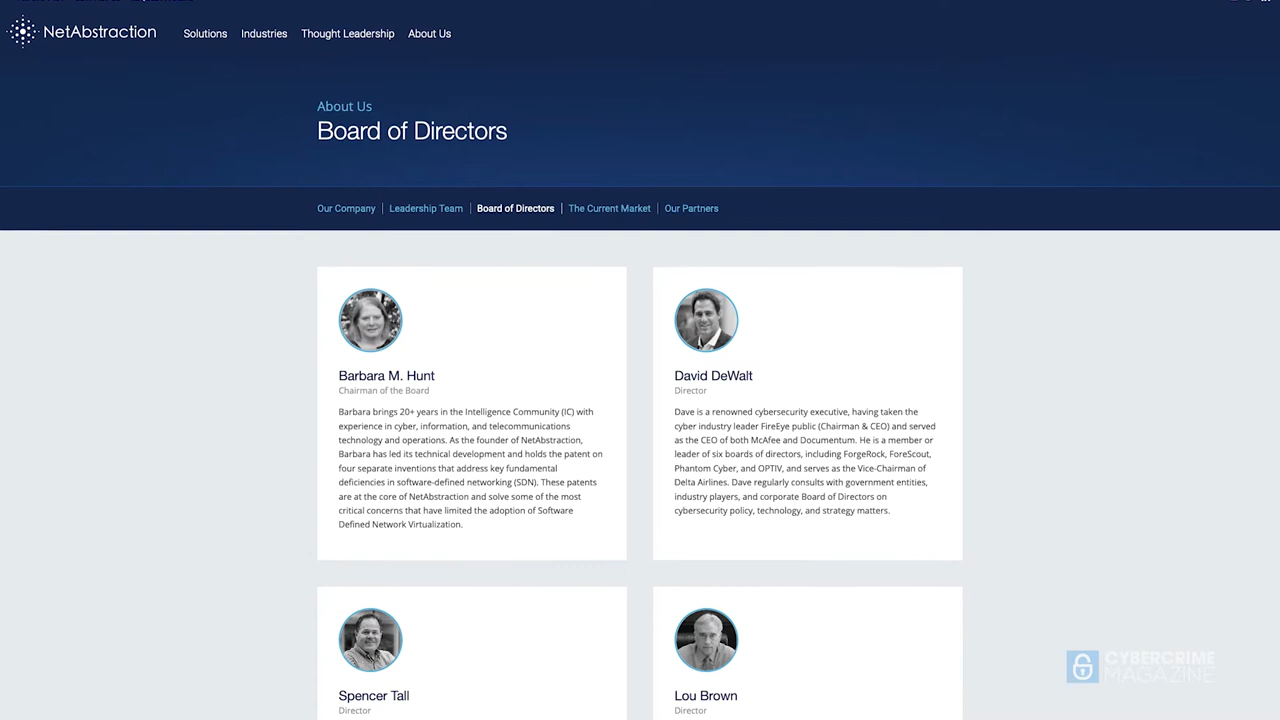 NetAbstraction
Solutions Industries Thought Leadership About Us
About Us
Board of Directors
Our Company | Leadership Team | Board of Directors | The Current Market | Our Partners
Barbara M. Hunt
Chairman of the Board
Barbara brings 20+ years in the Intelligence Community (IC) with
experience in cyber, information, and telecommunications
technology and operations. As the founder of NetAbstraction,
Barbara has led its technical development and holds the patent on
four separate inventions that address key fundamental
deficiencies in software-defined networking (SDN). These patents
are at the core of NetAbstraction and solve some of the most
critical concerns that have limited the adoption of Software
Defined Network Virtualization.
David DeWalt
Director
Dave is a renowned cybersecurity executive, having taken the
cyber industry leader FireEye public (Chairman & CEO) and served
as the CEO of both McAfee and Documentum. He is a member or
leader of six boards of directors, including ForgeRock, ForeScout,
Phantom Cyber, and OPTIV, and serves as the Vice-Chairman of
Delta Airlines. Dave regularly consults with government entities,
industry players, and corporate Board of Directors on
cybersecurity policy, technology, and strategy matters.
Spencer Tall
Director
Lou Brown
Director
CYBERCRIME
MAGAZINE